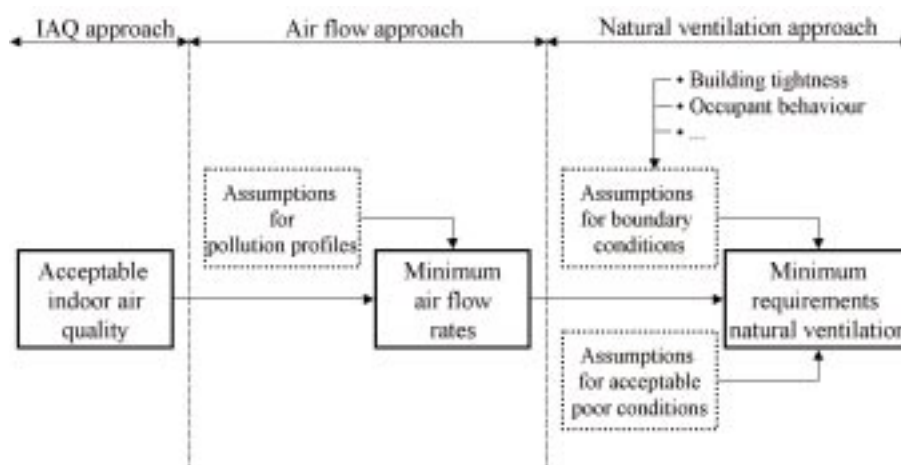 IAQ approach
Air flow approach
Natural ventilation approach
• Building tightness
• Occupant behaviour
• ...
Assumptions
for
pollution profiles
Assumptions
for boundary
conditions
Acceptable
indoor air
quality
Minimum
air flow
rates
Minimum
requirements
natural ventilation
Assumptions
for acceptable
poor conditions